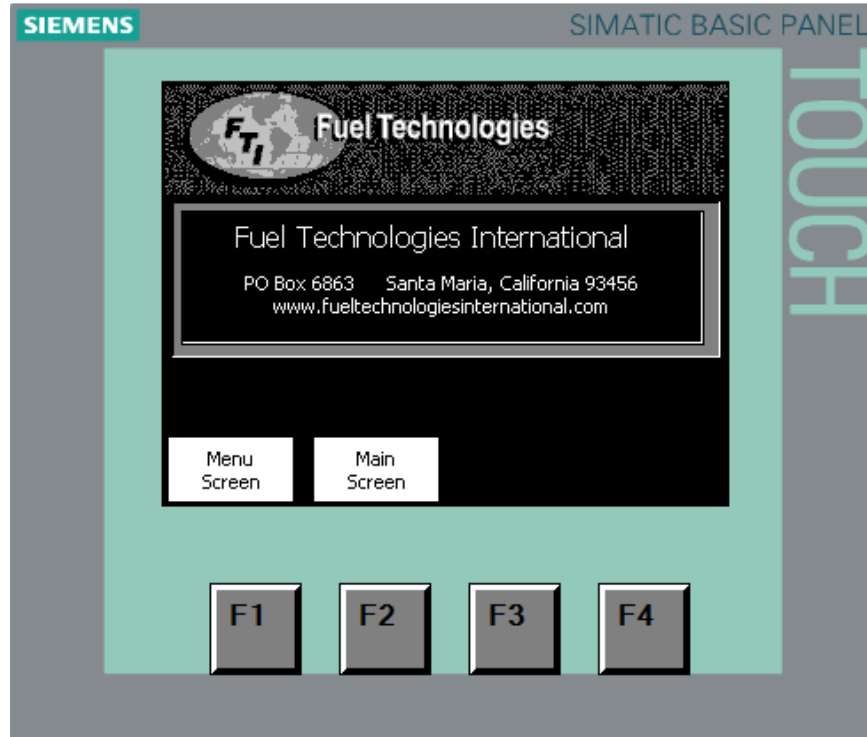 SIEMENS
SIMATIC BASIC PANEL
TOUCH
FTI
Fuel Technologies
Fuel Technologies International
PO Box 6863 Santa Maria, California 93456
www.fueltechnologiesinternational.com
Menu
Screen
Main
Screen
F1 F2 F3 F4